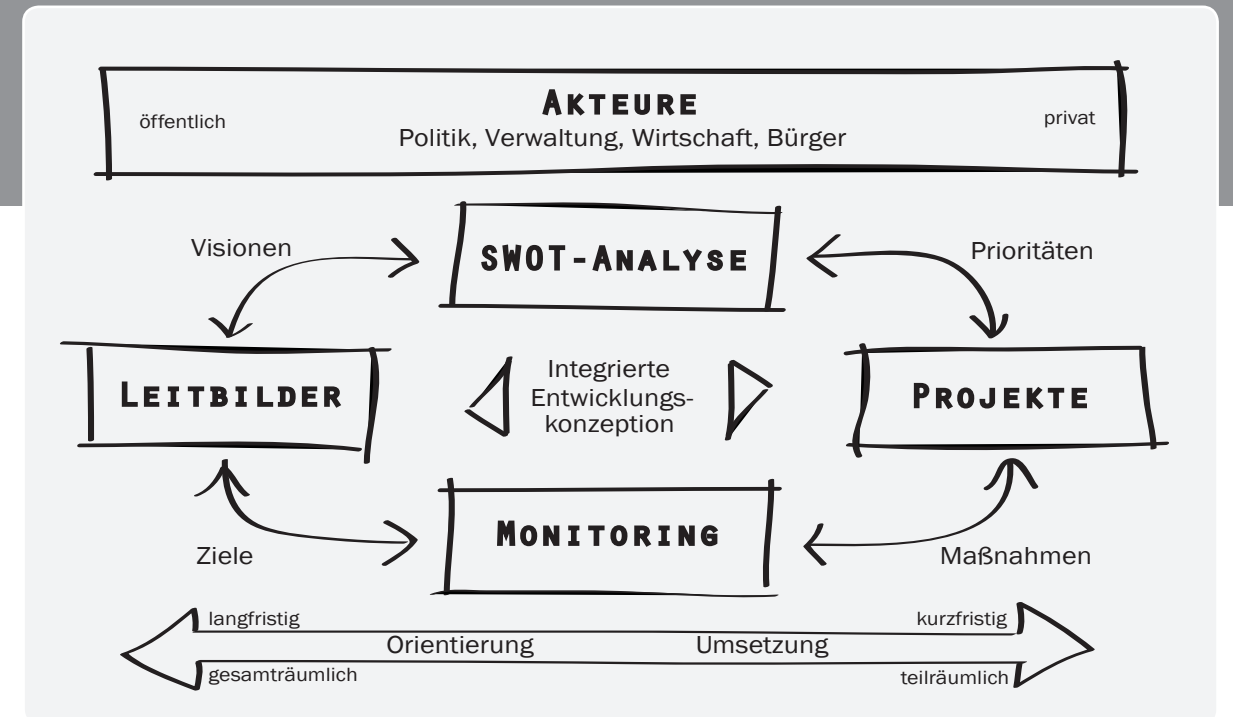 AKTEURE
öffentlich
privat
Politik, Verwaltung, Wirtschaft, Bürger
Visionen
SWOT-ANALYSE
Prioritäten
LEITBILDER
Integrierte
Entwicklungs-
konzeption
PROJEKTE
MONITORING
Ziele
Maßnahmen
langfristig
kurzfristig
Orientierung
Umsetzung
gesamträumlich
teilräumlich